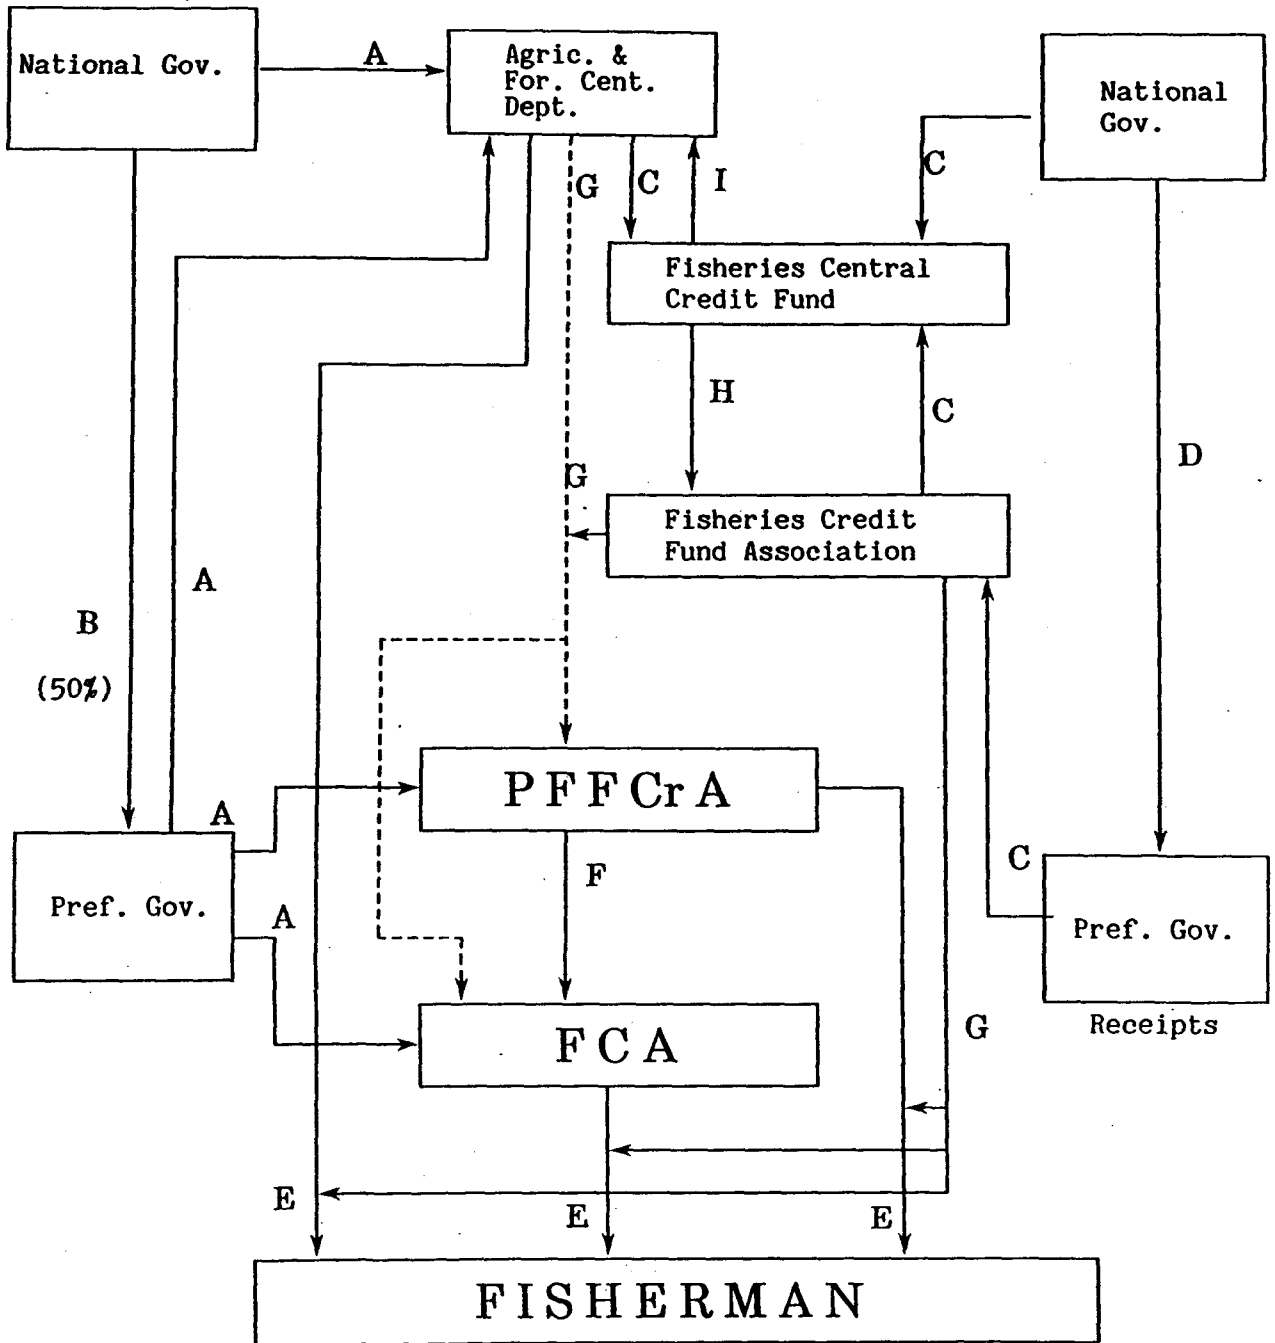 National Gov.
A
Agric. &
For. Cent.
Dept.
National
Gov.
G
C
I
C
Fisheries Central
Credit Fund
H
C
D
G
Fisheries Credit
Fund Association
A
B
(50%)
A
PFFCrA
F
C
Pref. Gov.
A
Pref. Gov.
Receipts
FCA
G
E
E
E
FISHERMAN